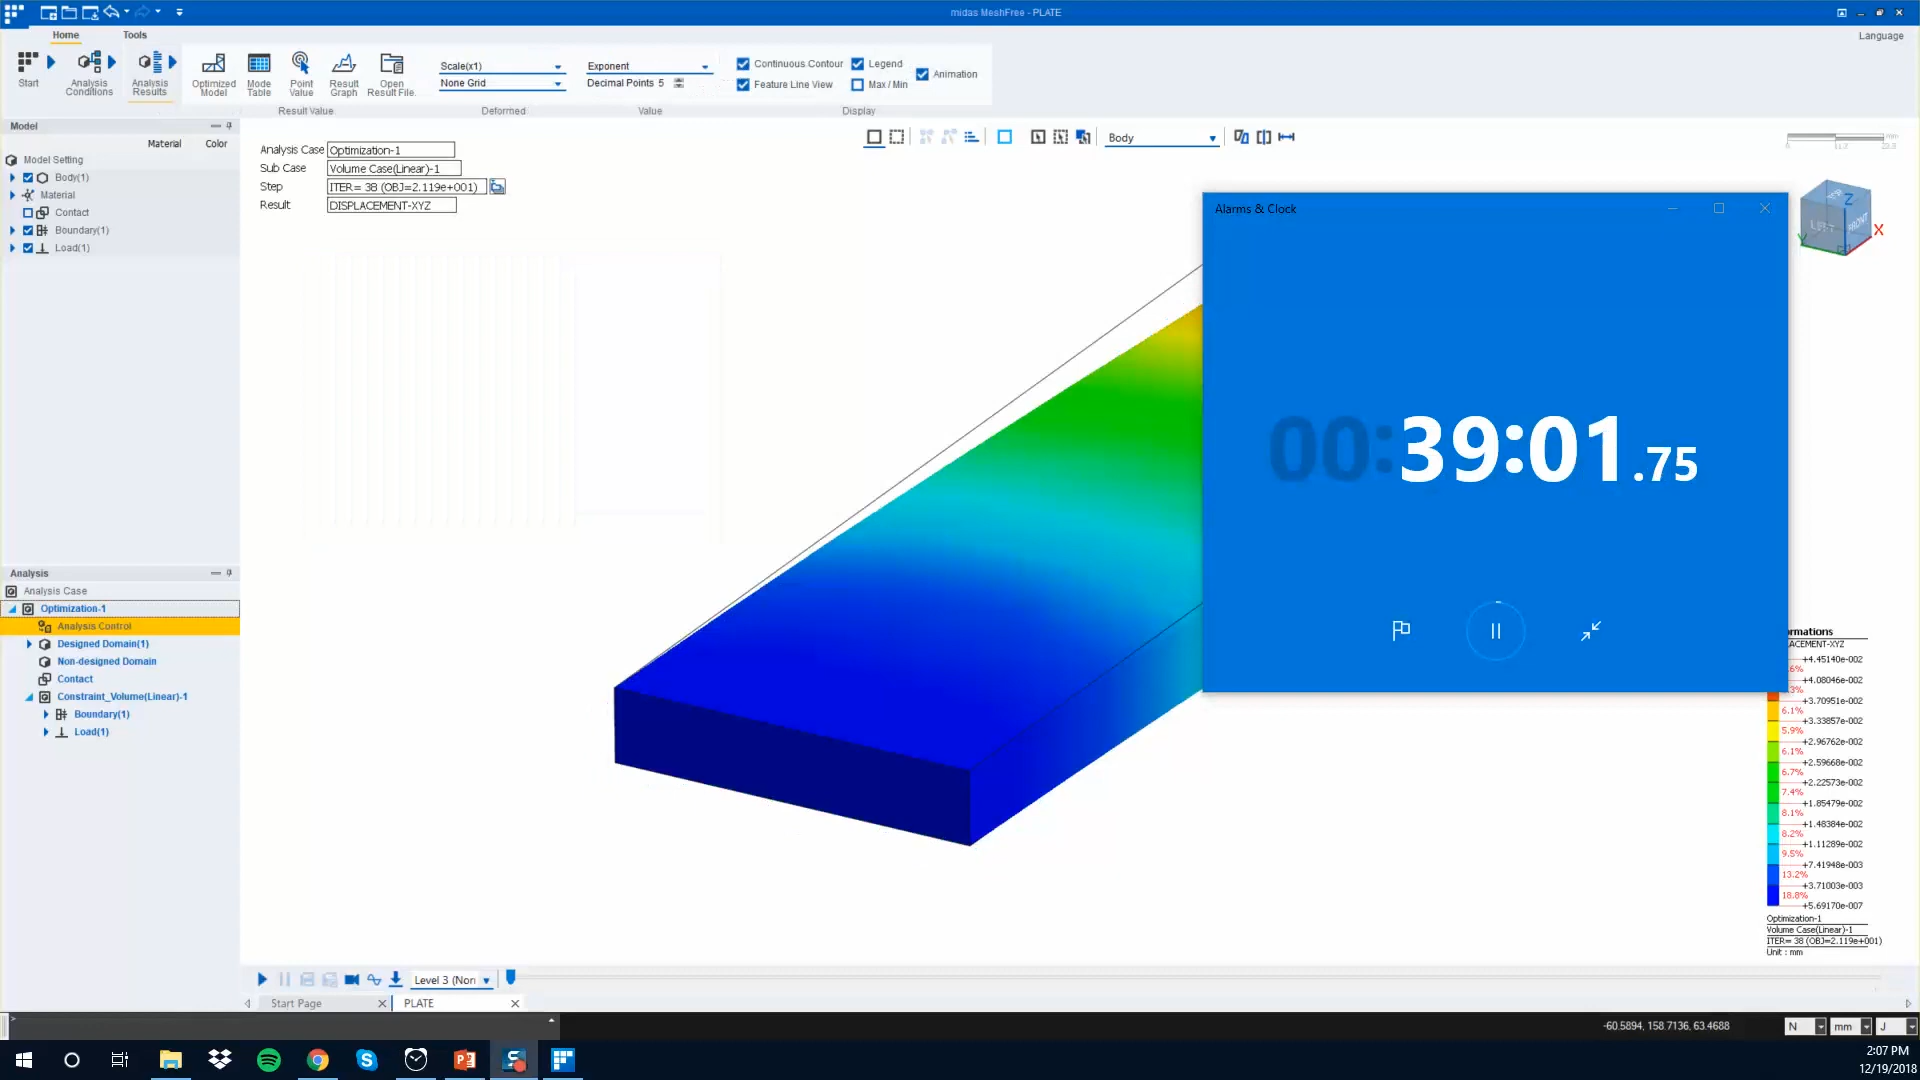 midas MeshFree - PLATE
Home
Tools
Language
Start
Analysis
Conditions
Analysis
Results
Optimized
Model
Mode
Table
Point
Value
Result
Graph
Open
Result File.
Scale(x1)
None Grid
Exponent
Decimal Points 5
Continuous Contour
Legend
Feature Line View
Max / Min
Animation
Result Value
Deformed
Value
Display
Model
Material
Color
Model Setting
Body(1)
Material
Contact
Boundary(1)
Load(1)
Analysis Case Optimization-1
Sub Case Volume Case(Linear)-1
Step ITER= 38 (OBJ=2.119e+001)
Result DISPLACEMENT-XYZ
Body
mm
Z
LEFT
FRONT
X
Y
Alarms & Clock
00:39:01.75
Analysis
Analysis Case
Optimization-1
Analysis Control
Designed Domain(1)
Non-designed Domain
Contact
Constraint_Volume(Linear)-1
Boundary(1)
Load(1)
rmations
ACEMENT-XYZ
+4.45140e-002
+4.08046e-002
+3.70951e-002
6.1%
+3.33857e-002
5.9%
+2.96762e-002
6.1%
+2.59668e-002
6.7%
+2.22573e-002
7.4%
+1.85479e-002
8.1%
+1.48384e-002
8.2%
+1.11289e-002
9.5%
+7.41948e-003
13.2%
+3.71003e-003
18.8%
+5.69170e-007
Optimization-1
Volume Case(Linear)-1
ITER= 38 (OBJ=2.119e+001)
Unit : mm
Level 3 (Nor
Start Page
PLATE
>
-60.5894, 158.7136, 63.4688
N
mm
J
2:07 PM
12/19/2018